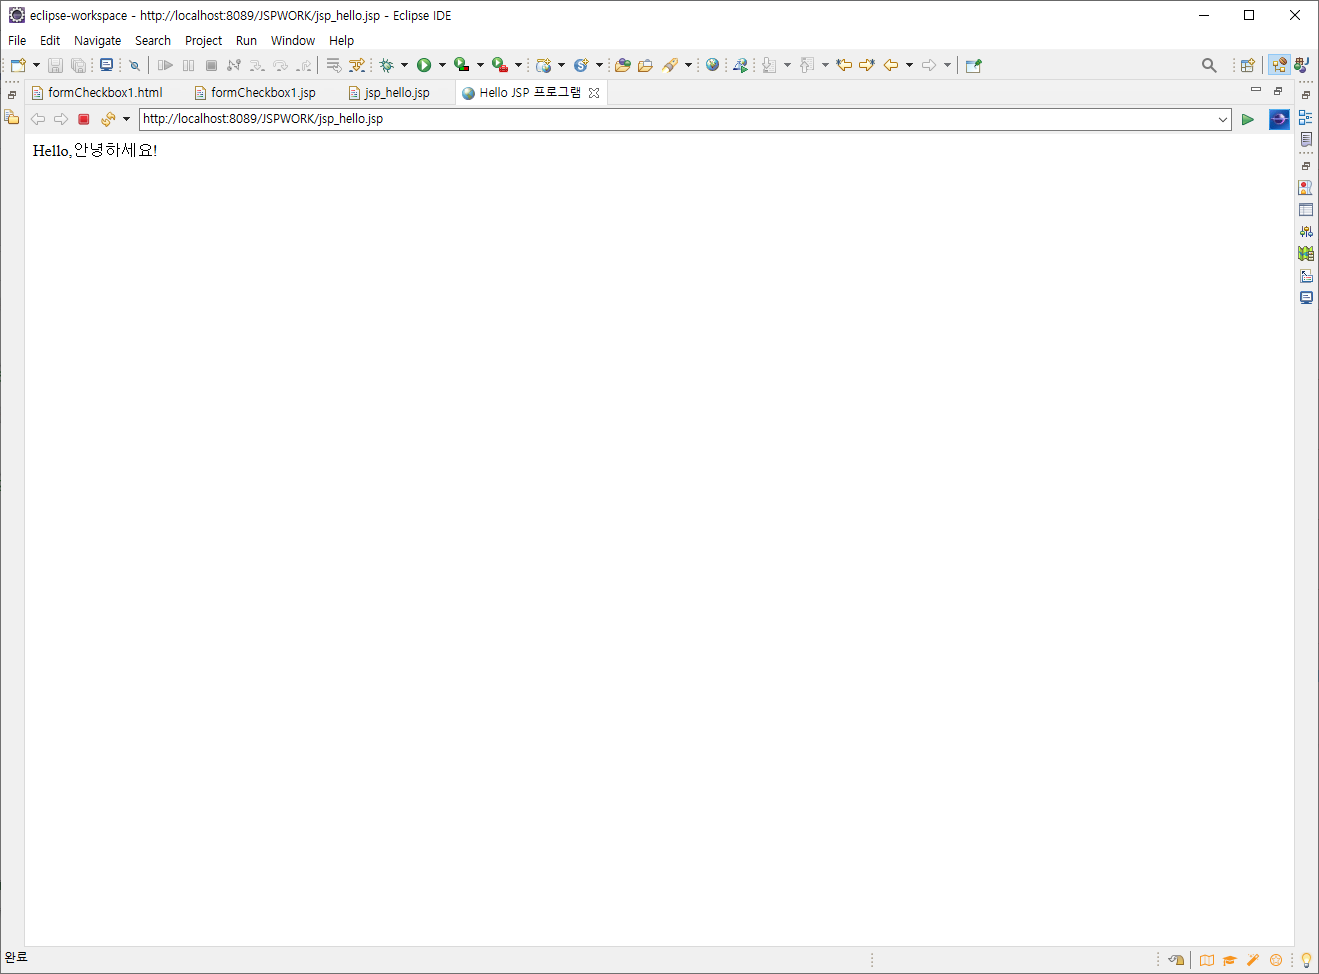 eclipse-workspace - http://localhost:8089/JSPWORK/jsp_hello.jsp - Eclipse IDE
File Edit Navigate Search Project Run Window Help
formCheckbox1.html formCheckbox1.jsp jsp_hello.jsp Hello JSP 프로그램
http://localhost:8089/JSPWORK/jsp_hello.jsp
Hello,안녕하세요!
완료